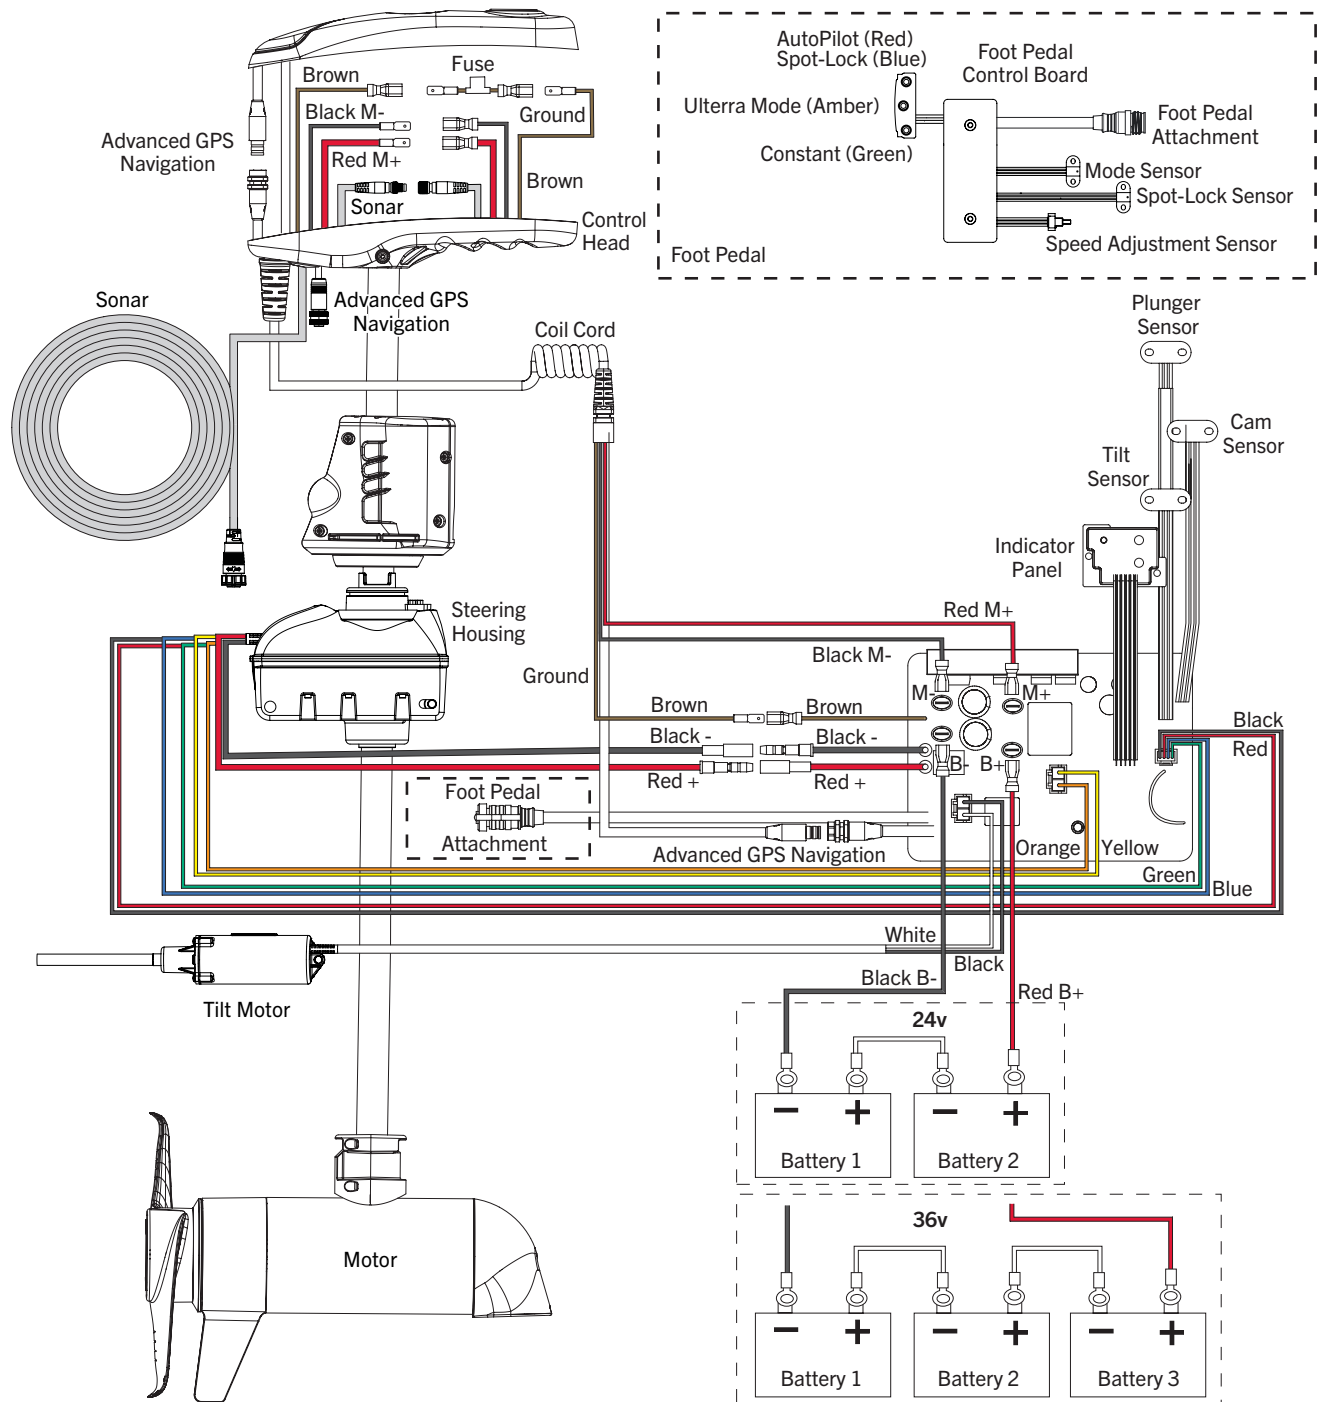 AutoPilot (Red)
Spot-Lock (Blue)
Ulterra Mode (Amber)
Constant (Green)
Foot Pedal
Control Board
Foot Pedal
Attachment
Mode Sensor
Spot-Lock Sensor
Speed Adjustment Sensor
Foot Pedal
Brown
Fuse
Ground
Black M-
Advanced GPS
Navigation
Red M+
Brown
Sonar
Control
Head
Sonar
Advanced GPS
Navigation
Coil Cord
Plunger
Sensor
Cam
Sensor
Tilt
Sensor
Indicator
Panel
Steering
Housing
Red M+
Black M-
Ground
M-
M+
Brown
Brown
Black
Red
Black -
Black -
B-
B+
Red +
Red +
Foot Pedal
Attachment
Advanced GPS Navigation
Orange
Yellow
Green
Blue
White
Black
Black B-
Red B+
Tilt Motor
24v
− + − +
Battery 1
Battery 2
36v
Motor
− + − + − +
Battery 1
Battery 2
Battery 3